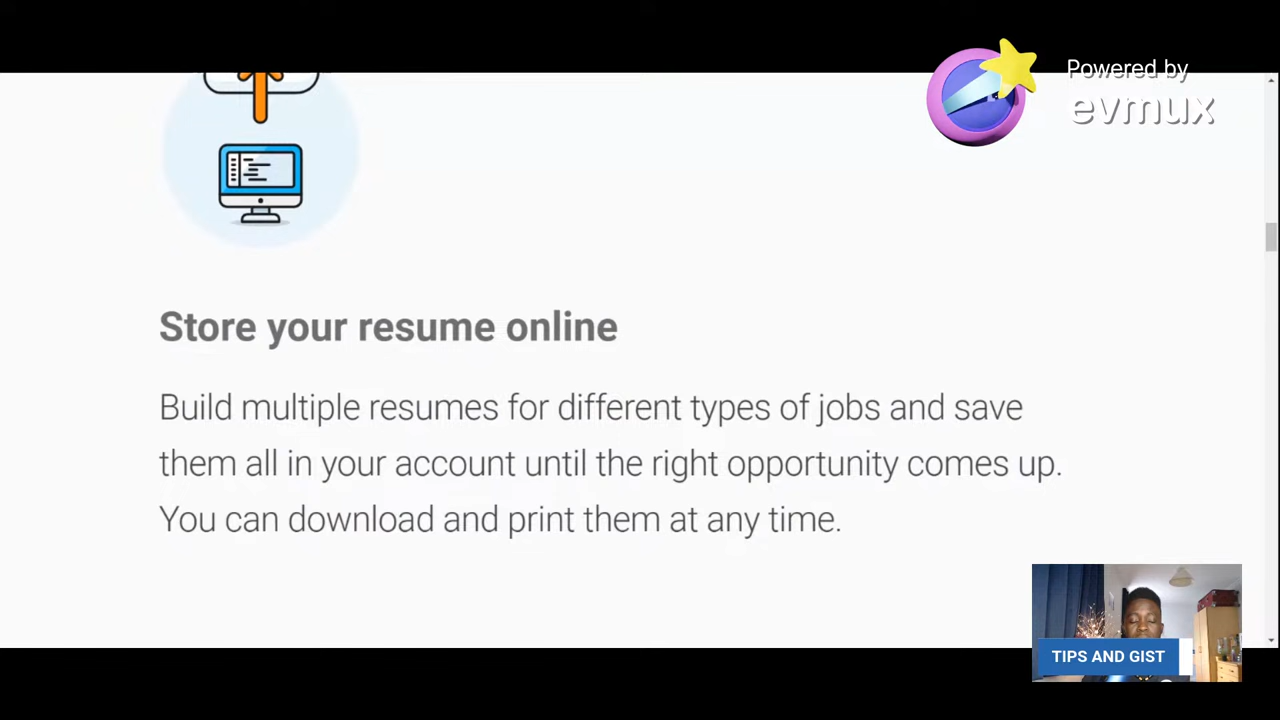 Powered by
evmux
Store your resume online
Build multiple resumes for different types of jobs and save
them all in your account until the right opportunity comes up.
You can download and print them at any time.
TIPS AND GIST